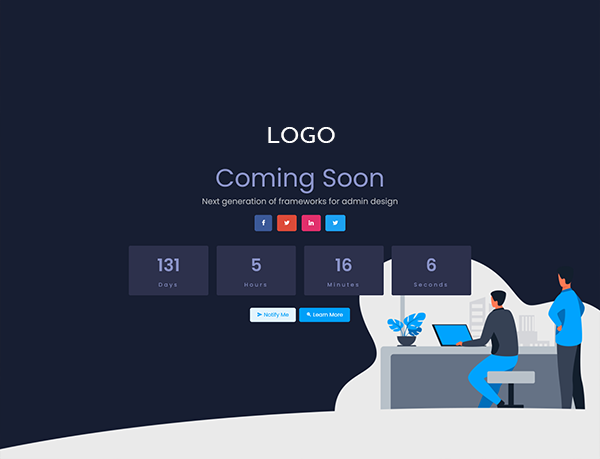 LOGO
Coming Soon
Next generation of frameworks for admin design
131 5 16 6
Days Hours Minutes Seconds
Notify Me Learn More